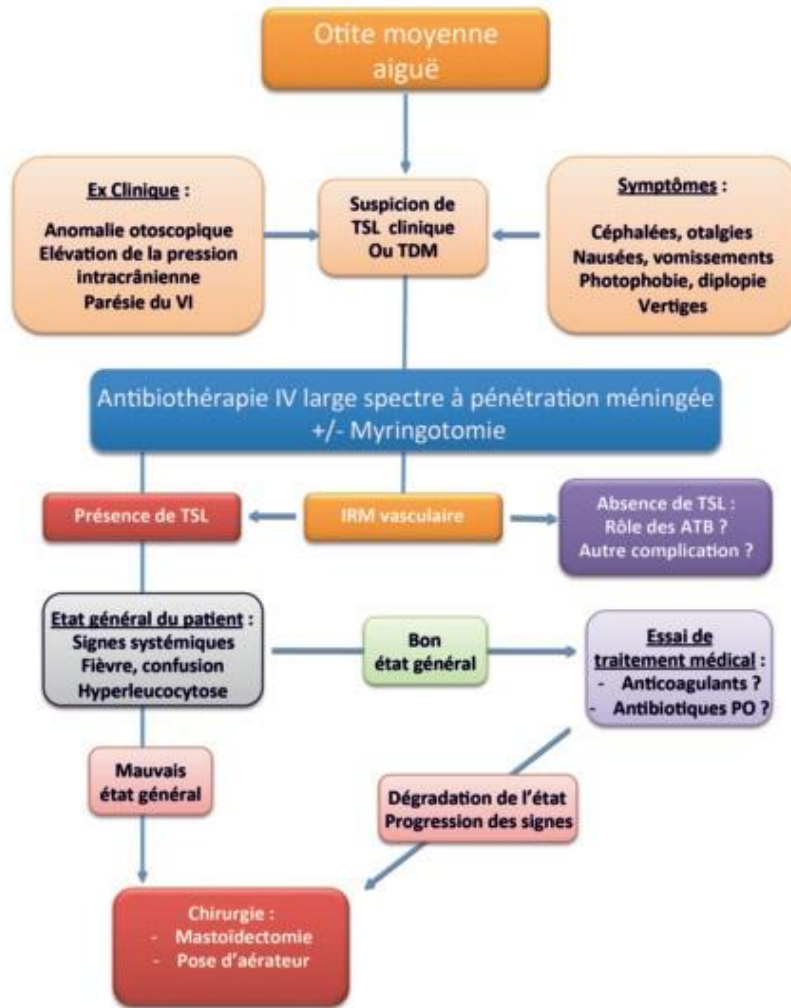 Otite moyenne
aiguë
Ex Clinique :
Anomalie otoscopique
Elévation de la pression
intracrânienne
Parésie du VI
Suspicion de
TSL clinique
Ou TDM
Symptômes :
Céphalées, otalgies
Nausées, vomissements
Photophobie, diplopie
Vertiges
Antibiothérapie IV large spectre à pénétration méningée
+/- Myringotomie
Présence de TSL
IRM vasculaire
Absence de TSL :
Rôle des ATB ?
Autre complication ?
Etat général du patient :
Signes systémiques
Fièvre, confusion
Hyperleucocytose
Bon
état général
Essai de
traitement médical :
- Anticoagulants ?
- Antibiotiques PO ?
Mauvais
état général
Dégradation de l'état
Progression des signes
Chirurgie :
- Mastoïdectomie
- Pose d'aérateur